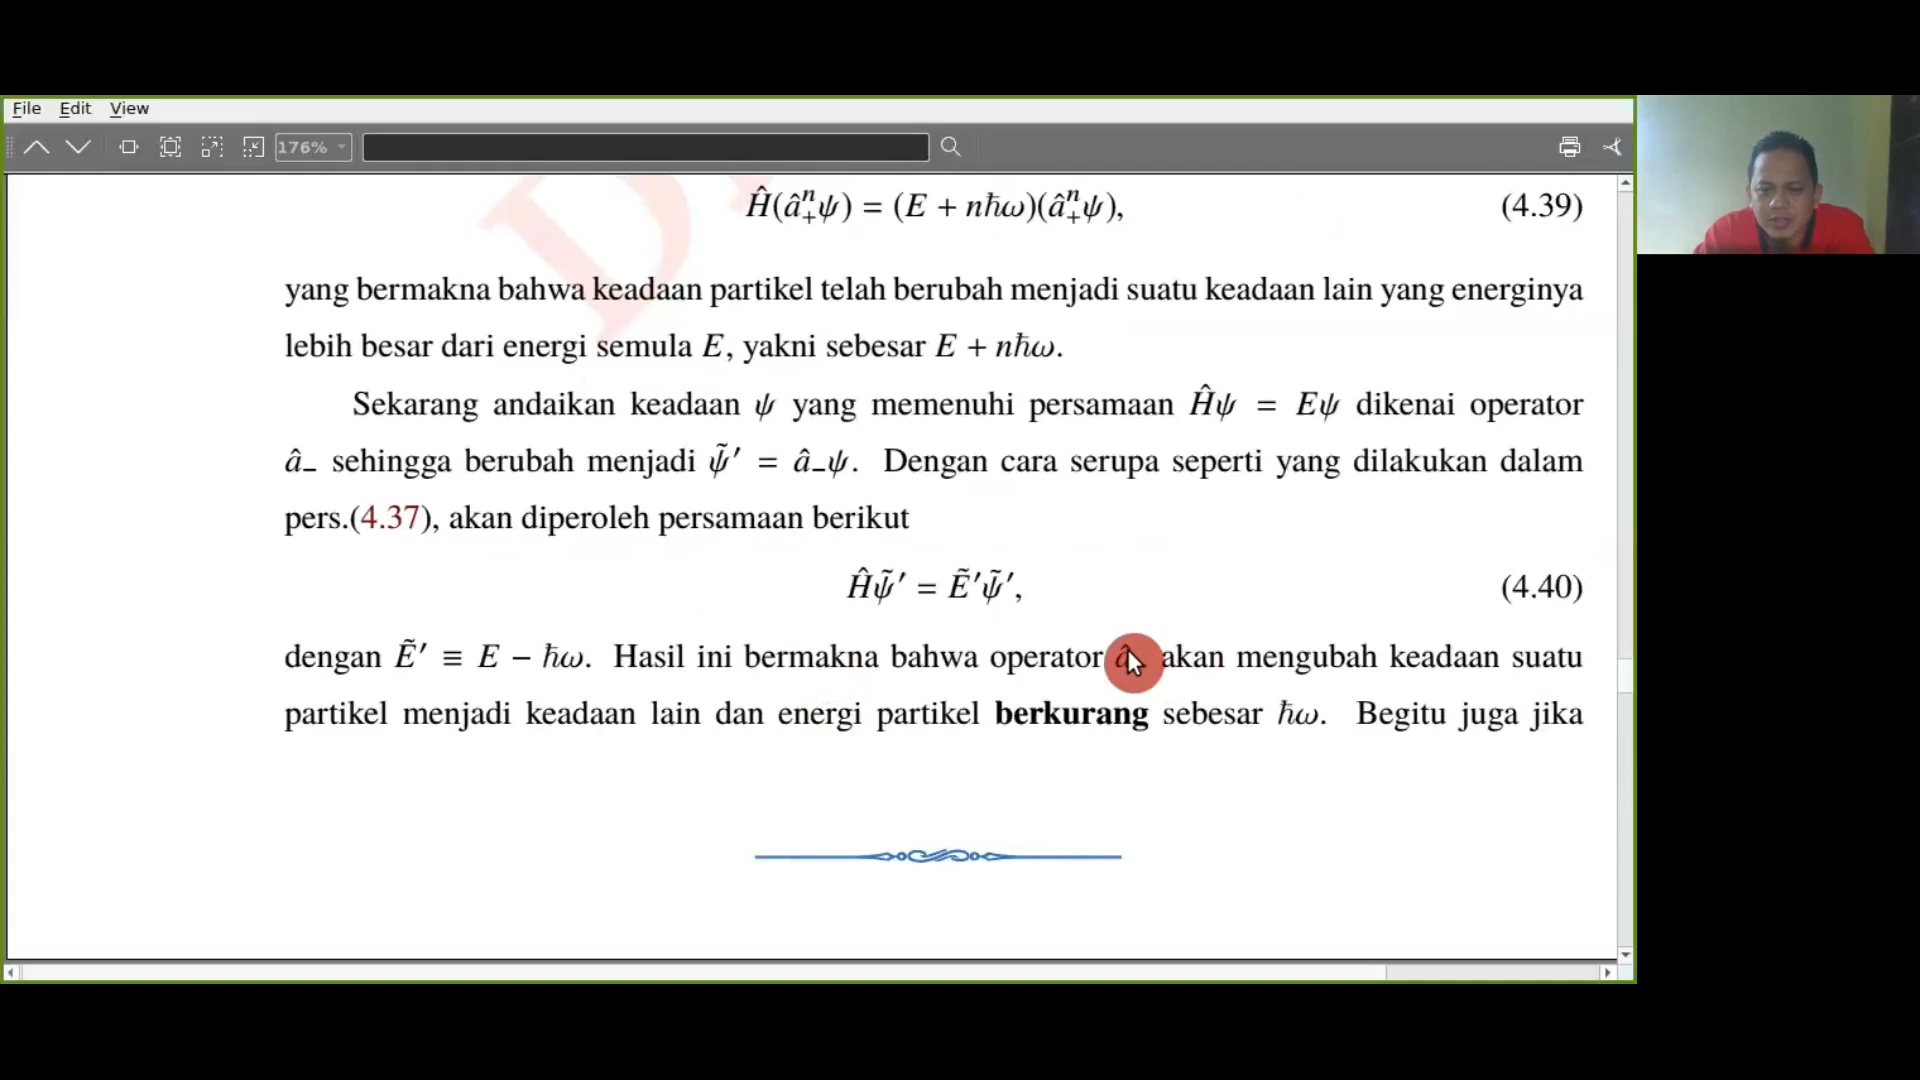 File Edit View
176%
Ĥ(â₊ⁿψ) = (E + nħω)(â₊ⁿψ), (4.39)
yang bermakna bahwa keadaan partikel telah berubah menjadi suatu keadaan lain yang energinya
lebih besar dari energi semula E, yakni sebesar E + nħω.
Sekarang andaikan keadaan ψ yang memenuhi persamaan Ĥψ = Eψ dikenai operator
â₋ sehingga berubah menjadi ψ̃′ = â₋ψ. Dengan cara serupa seperti yang dilakukan dalam
pers.(4.37), akan diperoleh persamaan berikut
Ĥψ̃′ = Ẽ′ψ̃′, (4.40)
dengan Ẽ′ ≡ E − ħω. Hasil ini bermakna bahwa operator akan mengubah keadaan suatu
partikel menjadi keadaan lain dan energi partikel berkurang sebesar ħω. Begitu juga jika